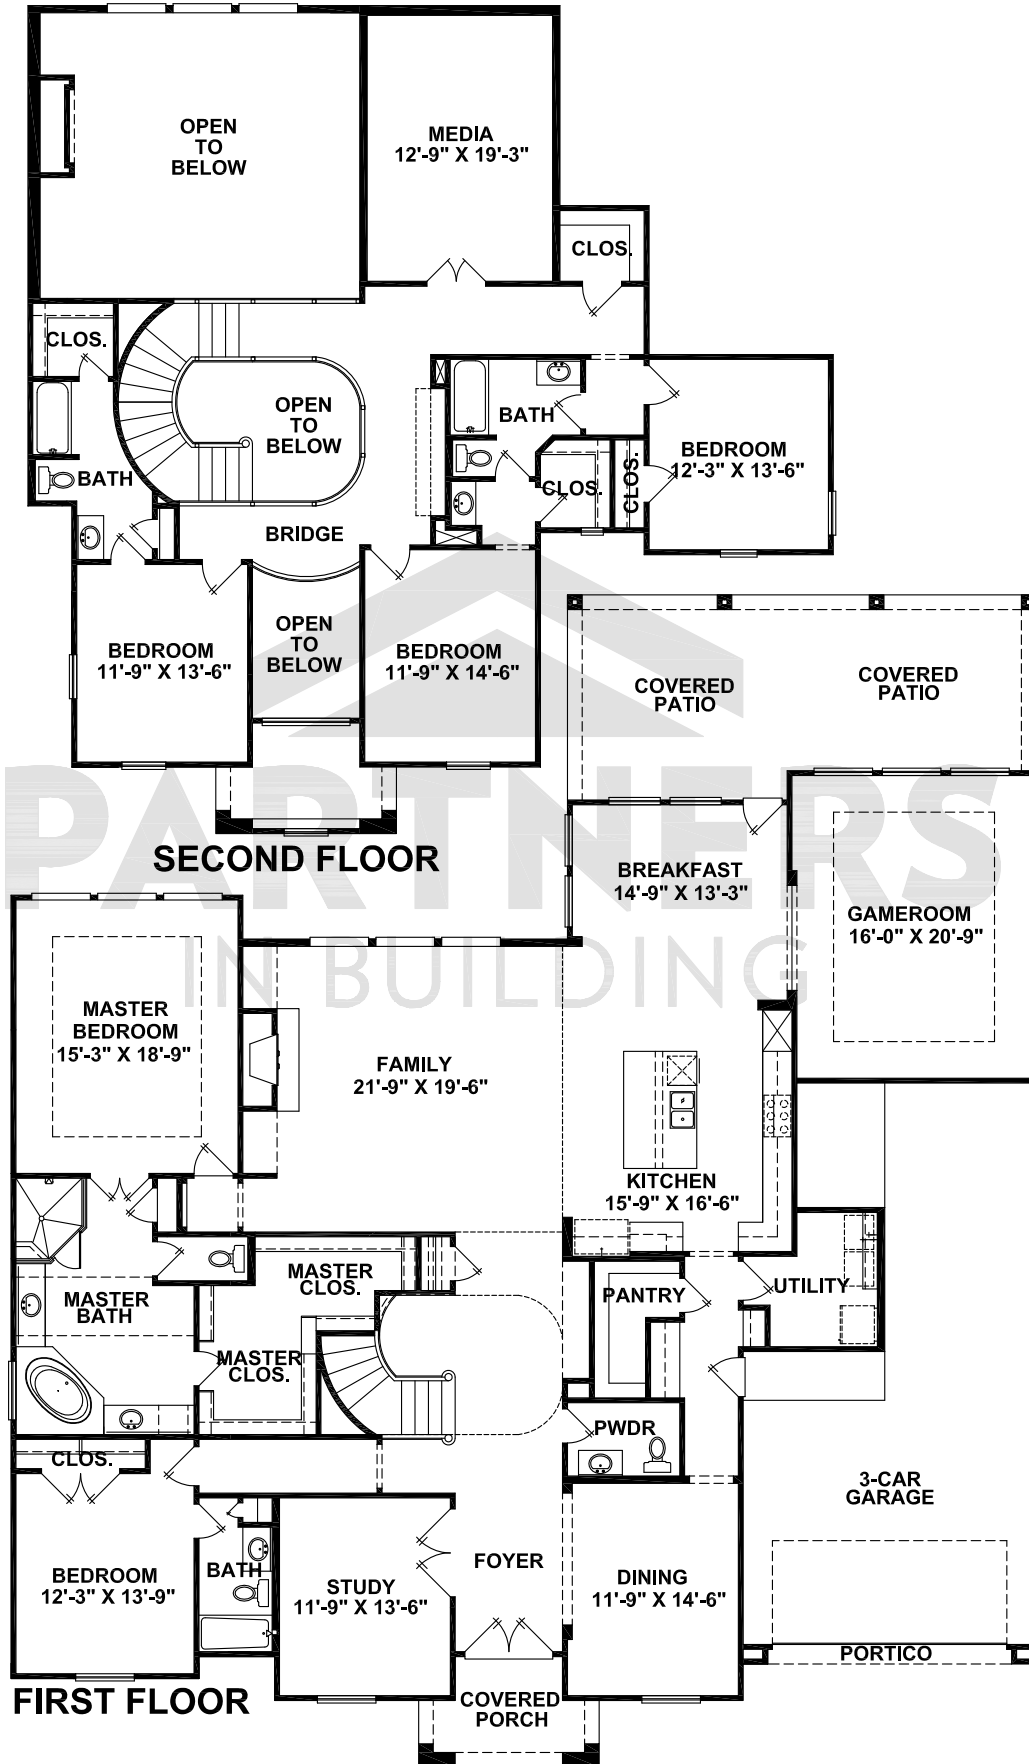 OPEN
TO
BELOW
MEDIA
12'-9" X 19'-3"
CLOS.
CLOS.
OPEN
TO
BELOW
BATH
BEDROOM
12'-3" X 13'-6"
BATH
CLOS.
CLOS.
BRIDGE
BEDROOM
11'-9" X 13'-6"
OPEN
TO
BELOW
BEDROOM
11'-9" X 14'-6"
COVERED
PATIO
COVERED
PATIO
PARTNERS
IN BUILDING
SECOND FLOOR
BREAKFAST
14'-9" X 13'-3"
GAMEROOM
16'-0" X 20'-9"
MASTER
BEDROOM
15'-3" X 18'-9"
FAMILY
21'-9" X 19'-6"
KITCHEN
15'-9" X 16'-6"
MASTER
CLOS.
MASTER
BATH
PANTRY
UTILITY
MASTER
CLOS.
PWDR
CLOS.
3-CAR
GARAGE
BEDROOM
12'-3" X 13'-9"
BATH
STUDY
11'-9" X 13'-6"
FOYER
DINING
11'-9" X 14'-6"
PORTICO
FIRST FLOOR
COVERED
PORCH